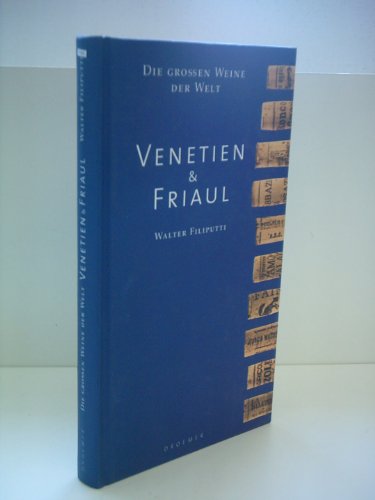 DIE GROSSEN WEINE
DER WELT
VENETIEN
&
FRIAUL
WALTER FILIPUTTI
DROEMER
DIE GROSSEN WEINE DER WELT VENETIEN & FRIAUL WALTER FILIPUTTI